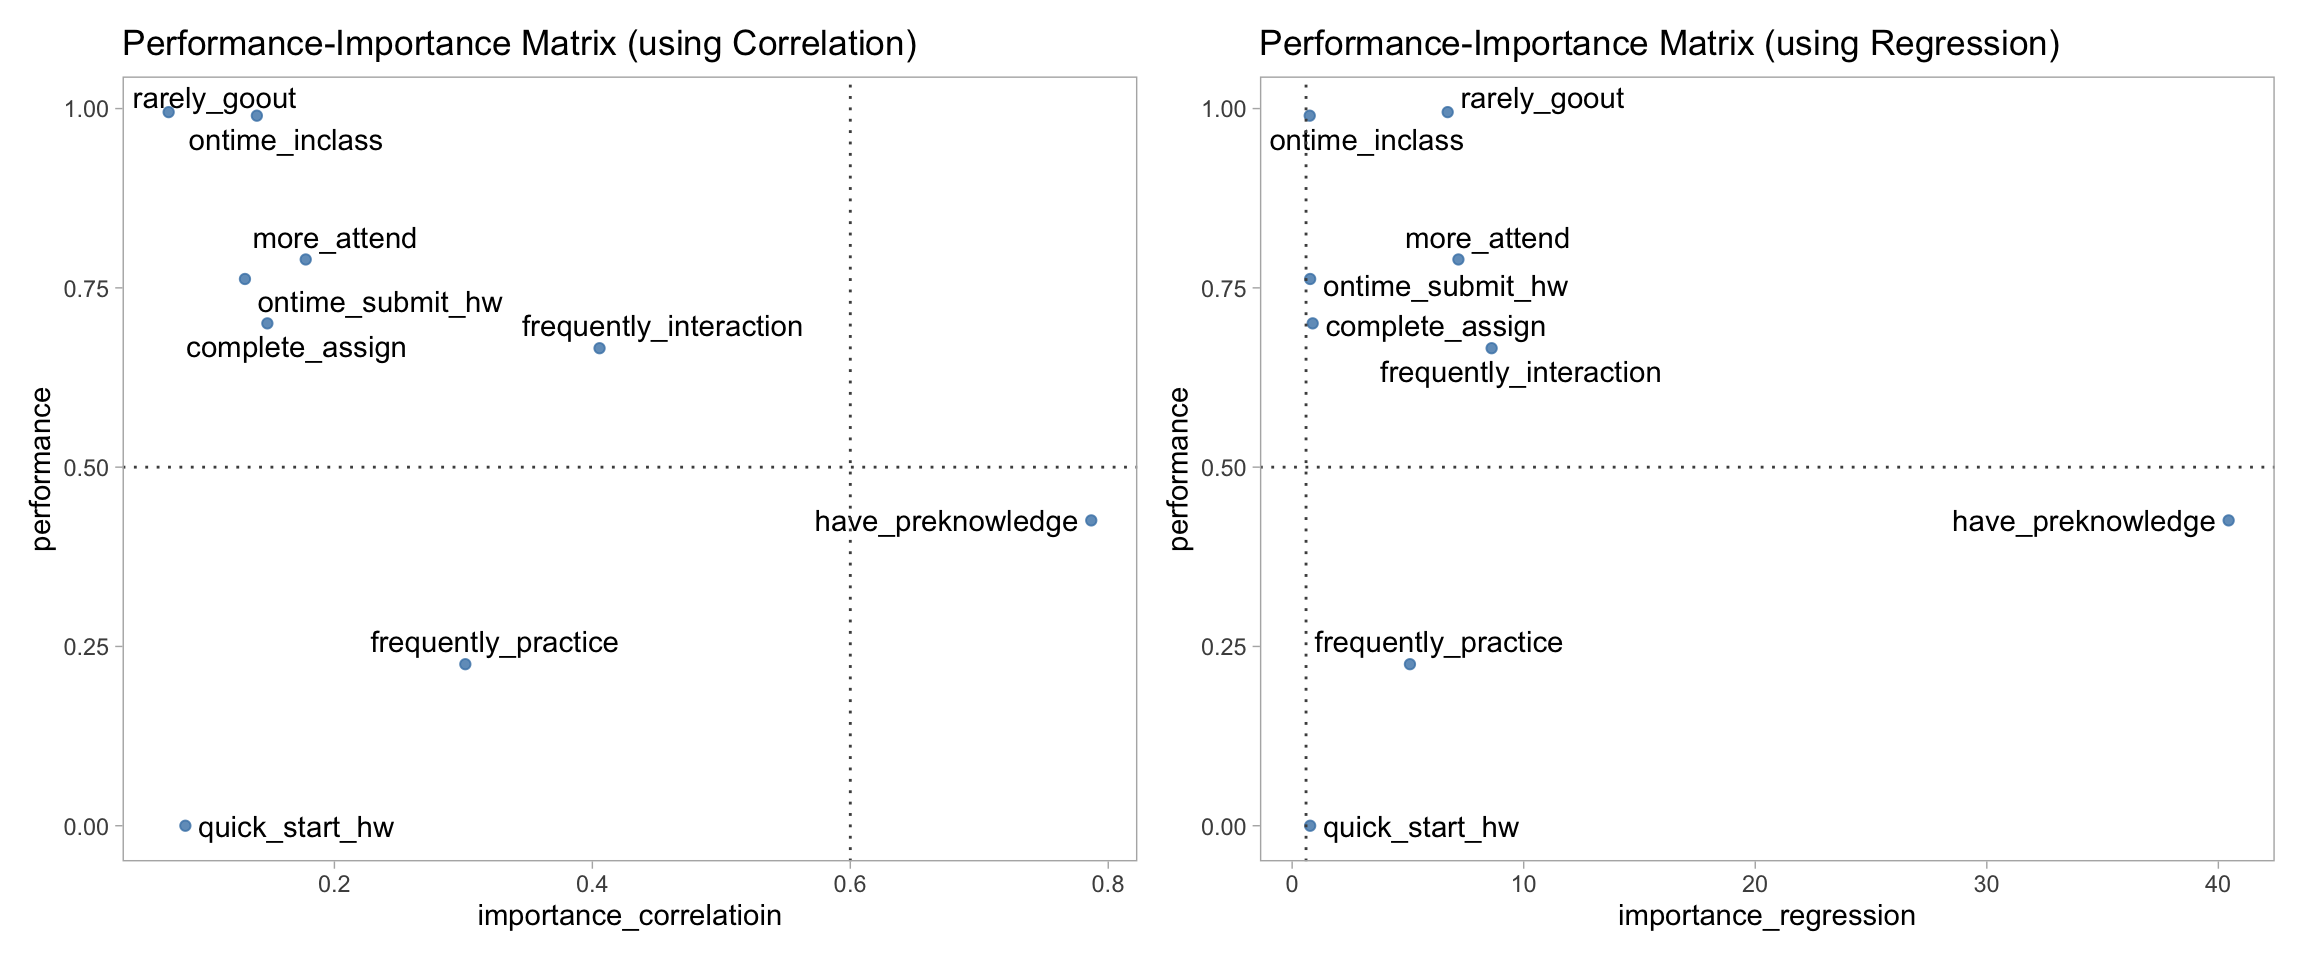 Performance-Importance Matrix (using Correlation)
performance
1.00
0.75
0.50
0.25
0.00
rarely_goout
ontime_inclass
more_attend
ontime_submit_hw
frequently_interaction
complete_assign
have_preknowledge
frequently_practice
quick_start_hw
0.2
0.4
0.6
0.8
importance_correlatioin
Performance-Importance Matrix (using Regression)
performance
1.00
0.75
0.50
0.25
0.00
rarely_goout
ontime_inclass
more_attend
ontime_submit_hw
complete_assign
frequently_interaction
have_preknowledge
frequently_practice
quick_start_hw
0
10
20
30
40
importance_regression